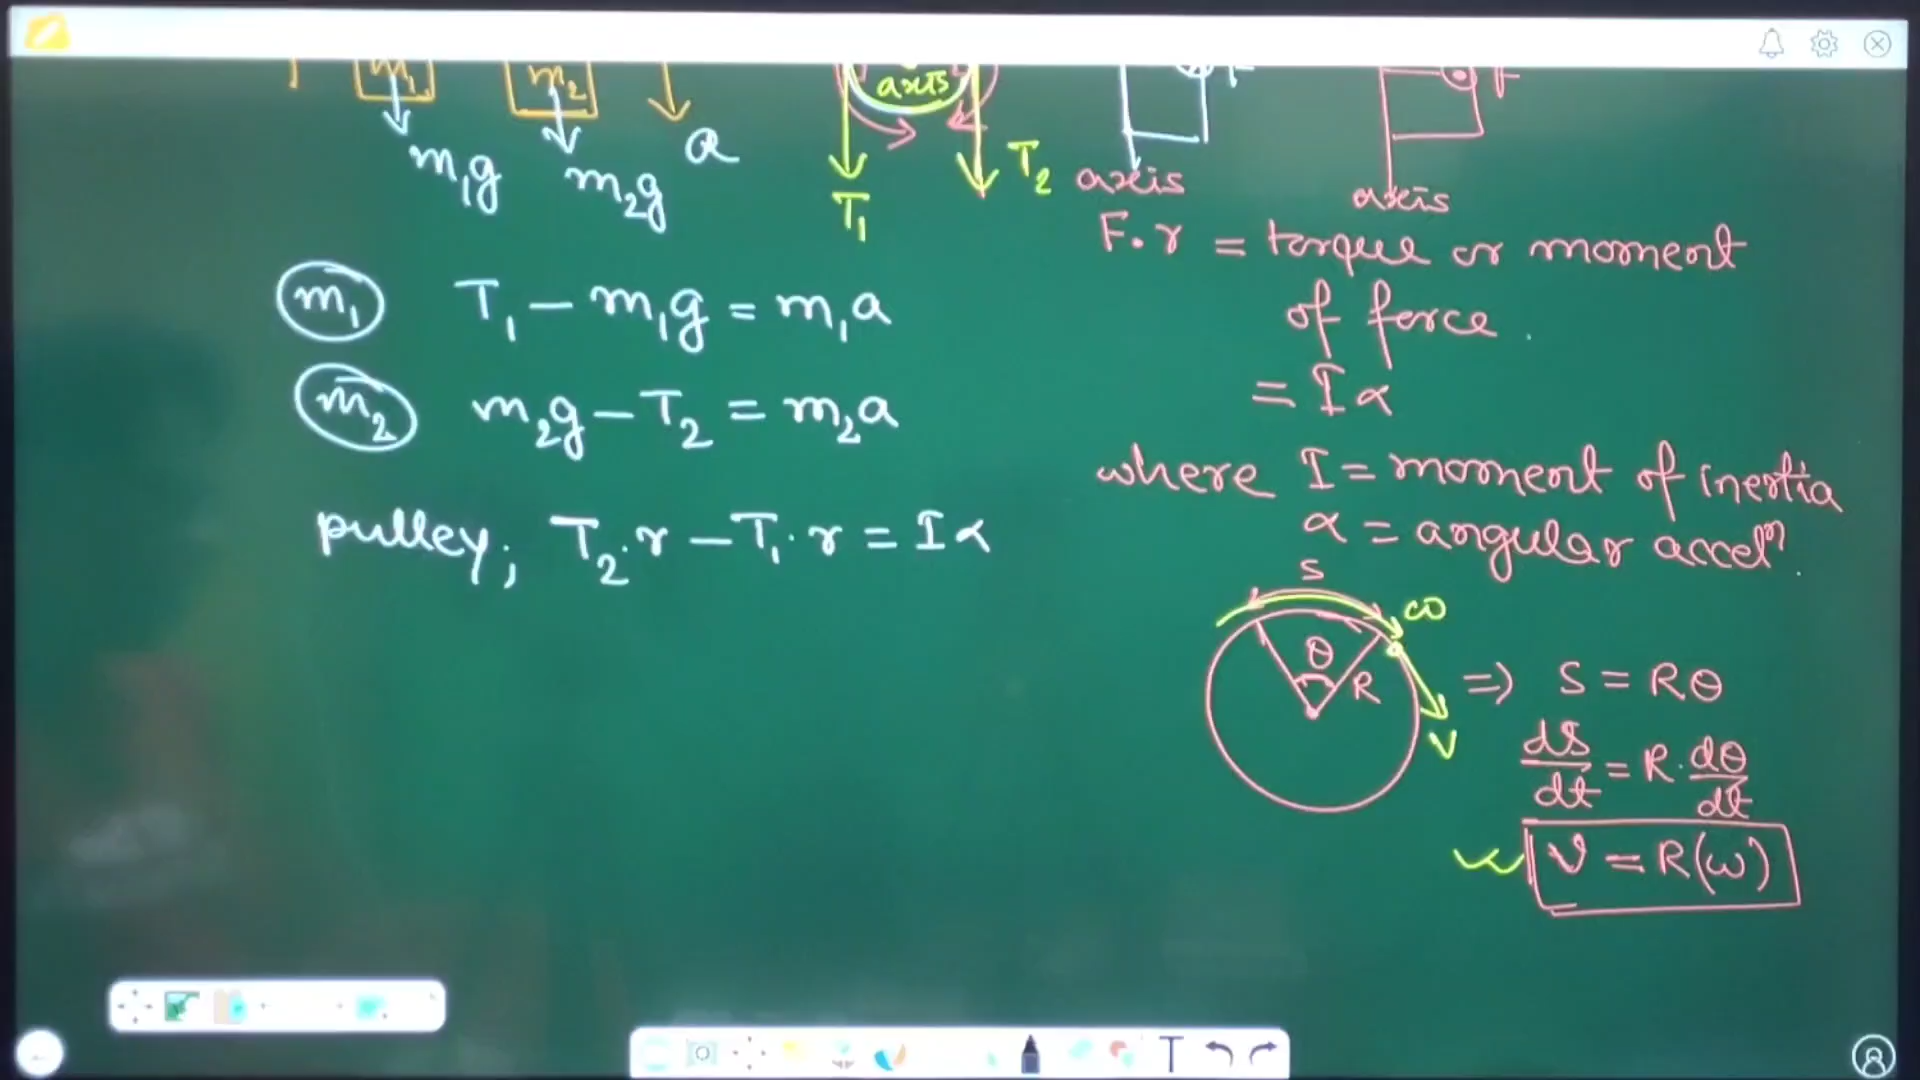 m₁
m₂
axis
m₁g
m₂g
a
T₁
T₂
axis
axis
F.r = torque or moment
of force.
= Iα
where I = moment of inertia
α = angular accelⁿ.
m₁ T₁ – m₁g = m₁a
m₂ m₂g – T₂ = m₂a
pulley; T₂.r – T₁.r = Iα
S
ω
θ
R
V
⇒ S = Rθ
dS/dt = R.dθ/dt
v = R(ω)
T